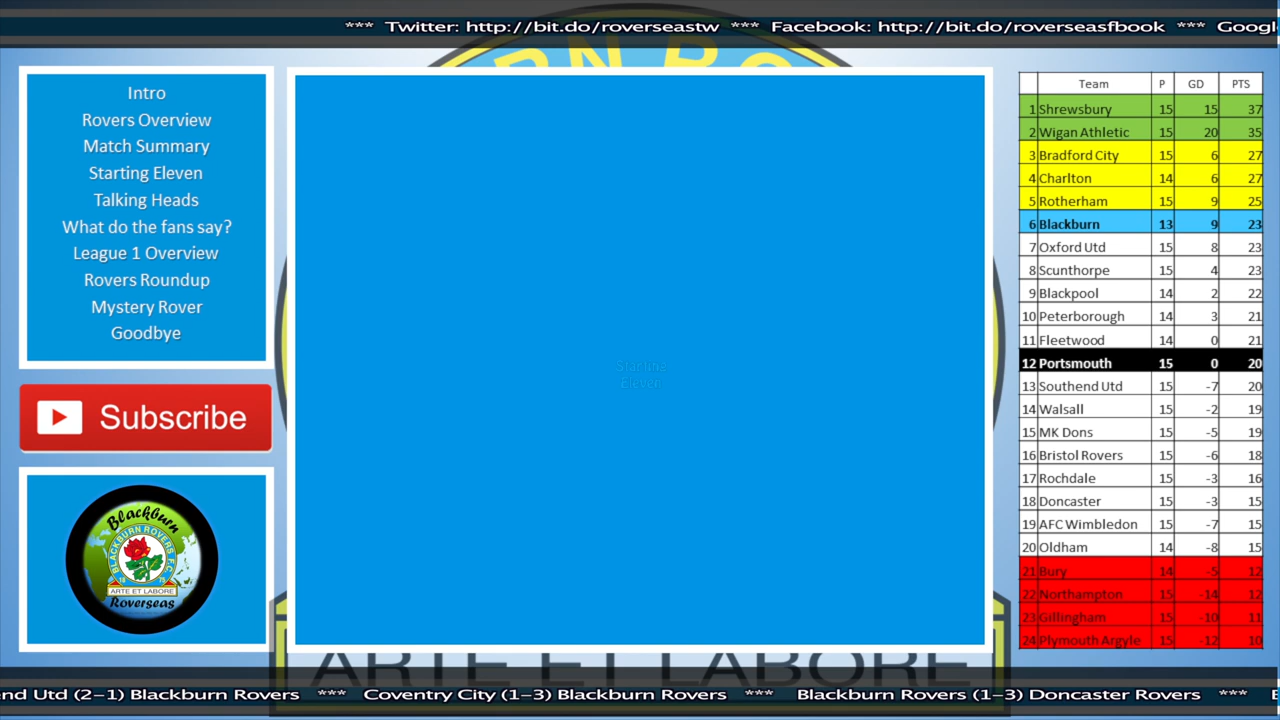 *** Twitter: http://bit.do/roverseastw *** Facebook: http://bit.do/roverseasfbook *** Googl
RN RO
Intro
Rovers Overview
Match Summary
Starting Eleven
Talking Heads
What do the fans say?
League 1 Overview
Rovers Roundup
Mystery Rover
Goodbye
Subscribe
Blackburn
BLACKBURN ROVERS F.C.
18 75
ARTE ET LABORE
Roverseas
Starting
Eleven
Team P GD PTS
1 Shrewsbury 15 15 37
2 Wigan Athletic 15 20 35
3 Bradford City 15 6 27
4 Charlton 14 6 27
5 Rotherham 15 9 25
6 Blackburn 13 9 23
7 Oxford Utd 15 8 23
8 Scunthorpe 15 4 23
9 Blackpool 14 2 22
10 Peterborough 14 3 21
11 Fleetwood 14 0 21
12 Portsmouth 15 0 20
13 Southend Utd 15 -7 20
14 Walsall 15 -2 19
15 MK Dons 15 -5 19
16 Bristol Rovers 15 -6 18
17 Rochdale 15 -3 16
18 Doncaster 15 -3 15
19 AFC Wimbledon 15 -7 15
20 Oldham 14 -8 15
21 Bury 14 -5 12
22 Northampton 15 -14 12
23 Gillingham 15 -10 11
24 Plymouth Argyle 15 -12 10
ARTE ET LABORE
nd Utd (2-1) Blackburn Rovers *** Coventry City (1-3) Blackburn Rovers *** Blackburn Rovers (1-3) Doncaster Rovers ***